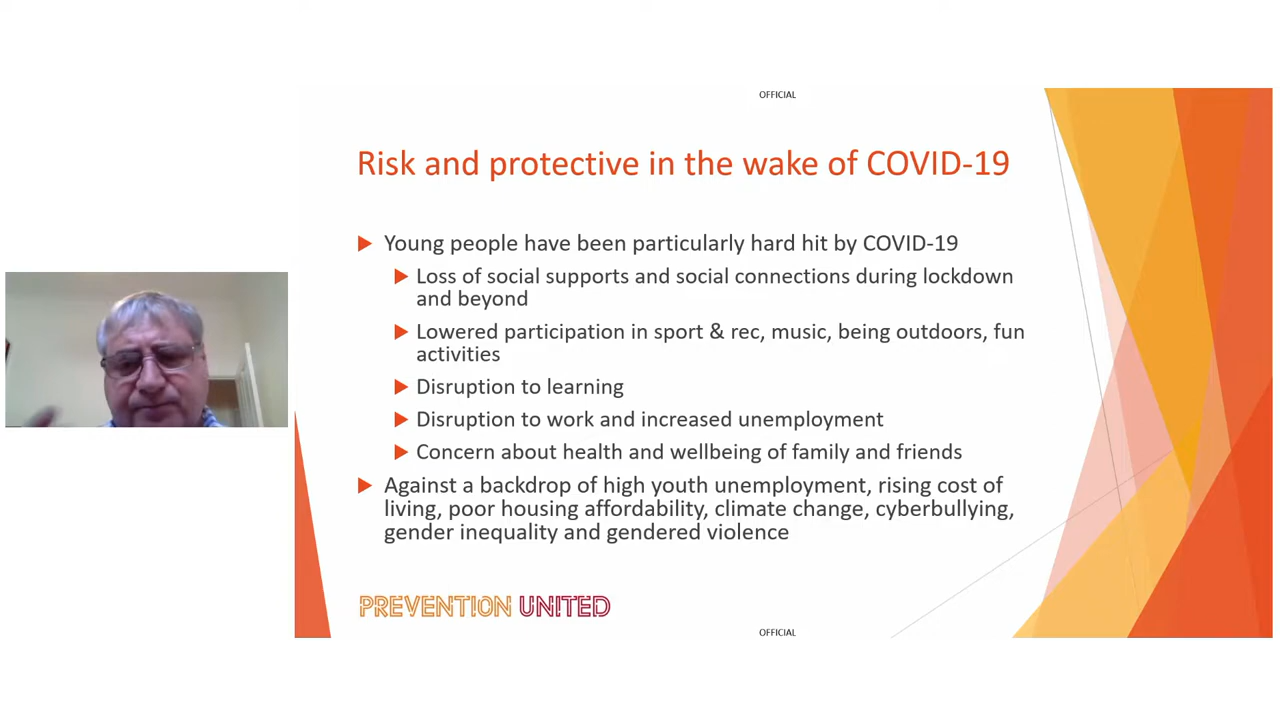 OFFICIAL
Risk and protective in the wake of COVID-19
Young people have been particularly hard hit by COVID-19
Loss of social supports and social connections during lockdown
and beyond
Lowered participation in sport & rec, music, being outdoors, fun
activities
Disruption to learning
Disruption to work and increased unemployment
Concern about health and wellbeing of family and friends
Against a backdrop of high youth unemployment, rising cost of
living, poor housing affordability, climate change, cyberbullying,
gender inequality and gendered violence
PREVENTION UNITED
OFFICIAL